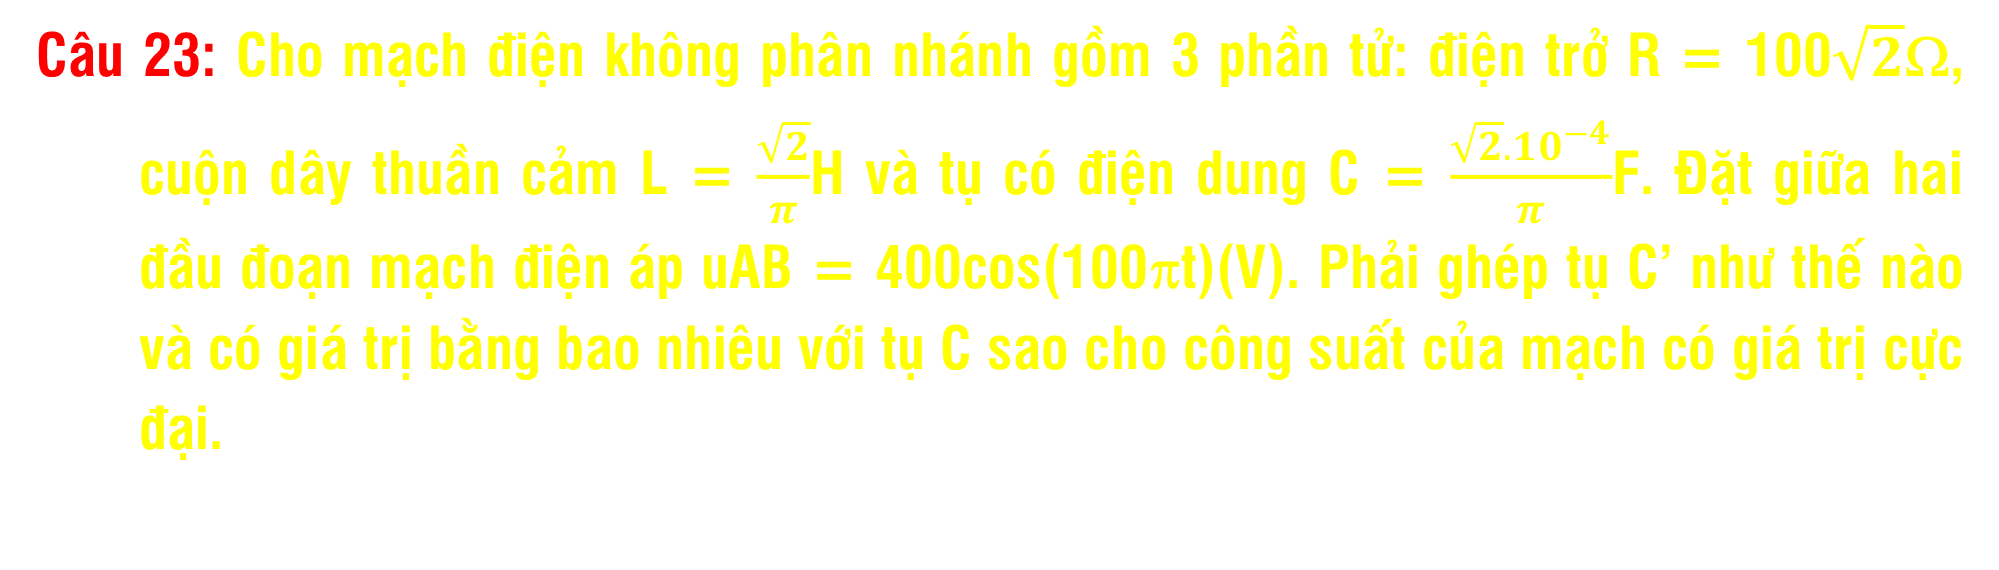 Câu 23: Cho mạch điện không phân nhánh gồm 3 phần tử: điện trở R = 100√2Ω,
cuộn dây thuần cảm L = √2/π H và tụ có điện dung C = √2.10⁻⁴/π F. Đặt giữa hai
đầu đoạn mạch điện áp uAB = 400cos(100πt)(V). Phải ghép tụ C’ như thế nào
và có giá trị bằng bao nhiêu với tụ C sao cho công suất của mạch có giá trị cực
đại.